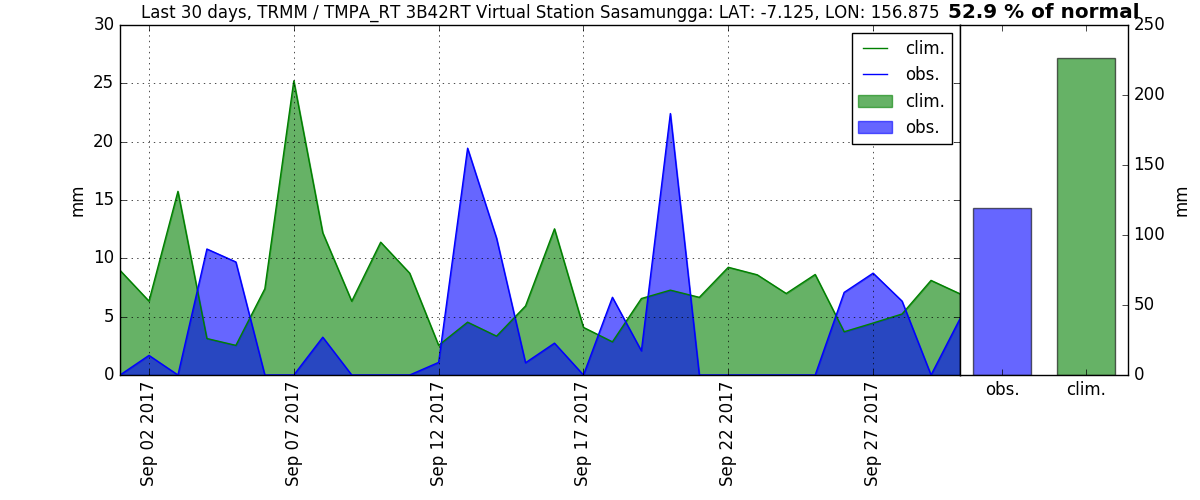 Last 30 days, TRMM / TMPA_RT 3B42RT Virtual Station Sasamungga: LAT: -7.125, LON: 156.875 52.9 % of normal
30
25
20
15
10
5
0
mm
clim.
obs.
clim.
obs.
250
200
150
100
50
0
mm
obs. clim.
Sep 02 2017
Sep 07 2017
Sep 12 2017
Sep 17 2017
Sep 22 2017
Sep 27 2017